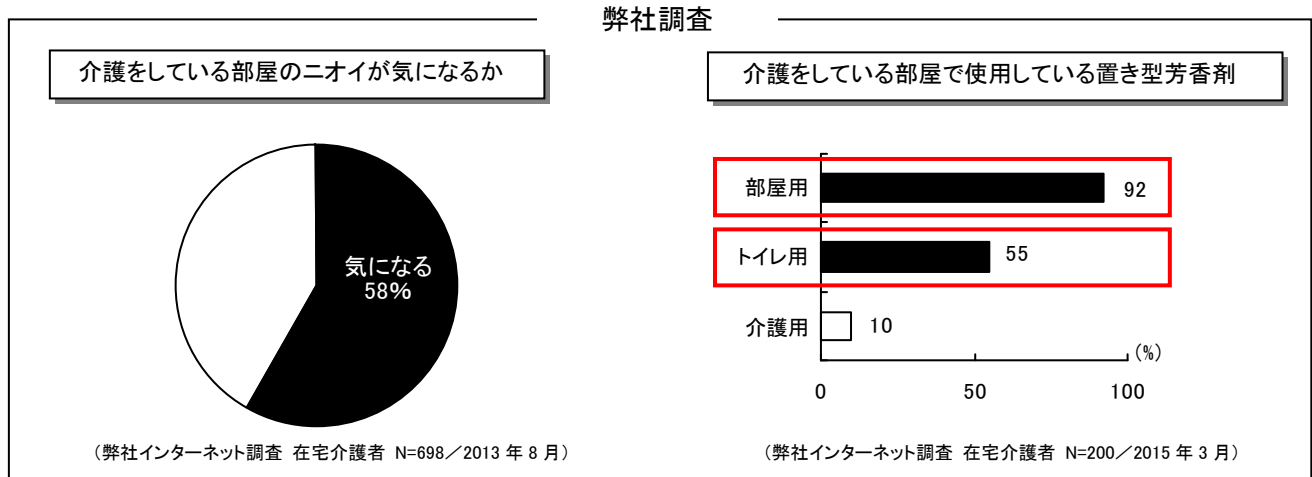 弊社調査
介護をしている部屋のニオイが気になるか
気になる
58%
(弊社インターネット調査 在宅介護者 N=698/2013 年 8 月)
介護をしている部屋で使用している置き型芳香剤
部屋用 92
トイレ用 55
介護用 10
(%)
0 50 100
(弊社インターネット調査 在宅介護者 N=200/2015 年 3 月)